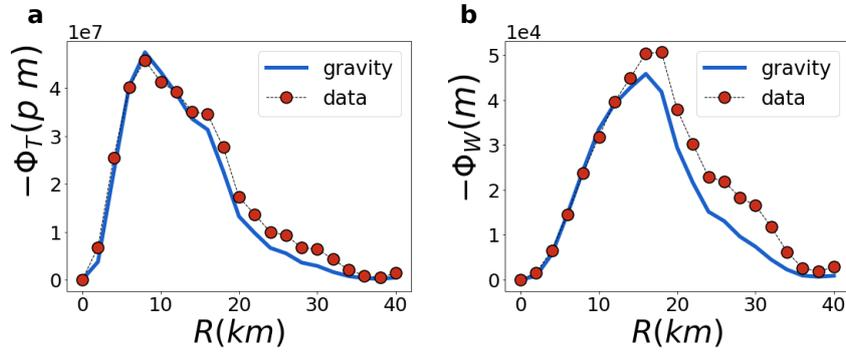 a
1e7
−Φ_T(p m)
4
3
2
1
0
gravity
data
0 10 20 30 40
R(km)
b
1e4
−Φ_W(m)
5
4
3
2
1
0
gravity
data
0 10 20 30 40
R(km)